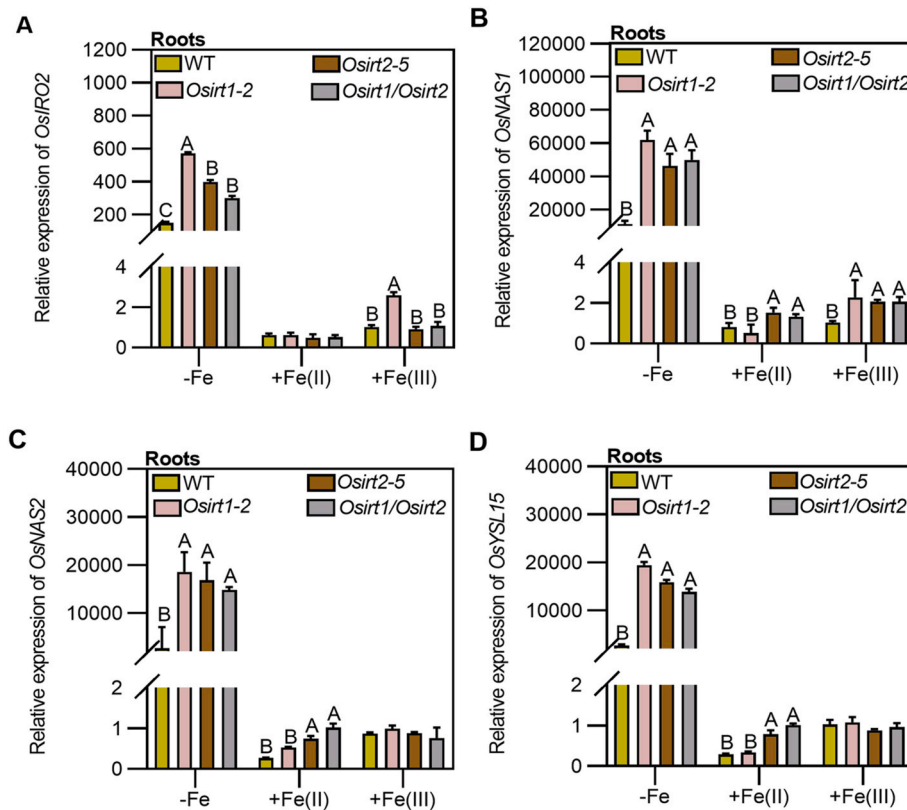 A
Roots
WT
Osirt2-5
Osirt1-2
Osirt1/Osirt2
Relative expression of OsIRO2
1200
1000
800
600
400
200
4
2
0
C
A
B
B
B
A
B
B
-Fe
+Fe(II)
+Fe(III)
B
Roots
WT
Osirt2-5
Osirt1-2
Osirt1/Osirt2
Relative expression of OsNAS1
120000
100000
80000
60000
40000
20000
4
2
0
B
A
A
A
B
B
A
A
B
A
A
A
-Fe
+Fe(II)
+Fe(III)
C
Roots
WT
Osirt2-5
Osirt1-2
Osirt1/Osirt2
Relative expression of OsNAS2
40000
30000
20000
10000
2
1
0
B
A
A
A
B
B
A
A
-Fe
+Fe(II)
+Fe(III)
D
Roots
WT
Osirt2-5
Osirt1-2
Osirt1/Osirt2
Relative expression of OsYSL15
40000
30000
20000
10000
2
1
0
B
A
A
A
B
B
A
A
-Fe
+Fe(II)
+Fe(III)